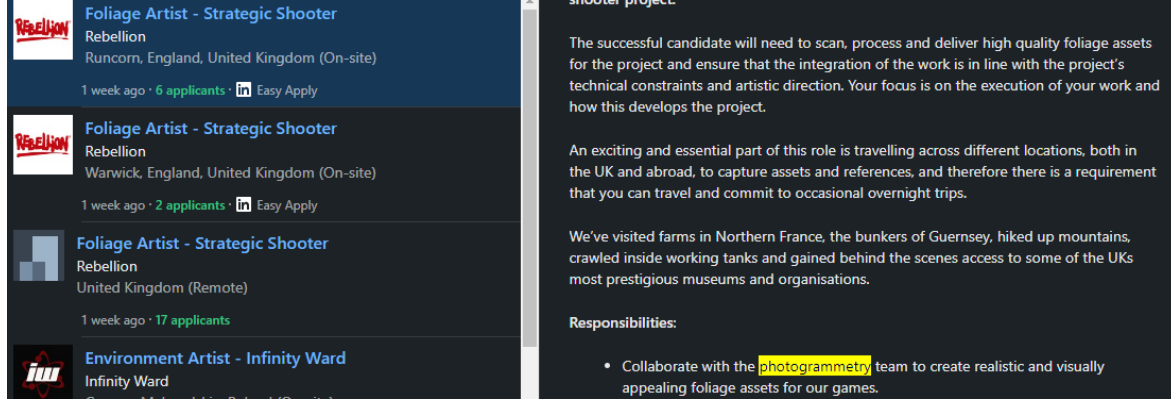 Foliage Artist - Strategic Shooter
REBELLION
Rebellion
Runcorn, England, United Kingdom (On-site)
1 week ago · 6 applicants · in Easy Apply
Foliage Artist - Strategic Shooter
REBELLION
Rebellion
Warwick, England, United Kingdom (On-site)
1 week ago · 2 applicants · in Easy Apply
Foliage Artist - Strategic Shooter
Rebellion
United Kingdom (Remote)
1 week ago · 17 applicants
Environment Artist - Infinity Ward
iw
Infinity Ward
shooter project.
The successful candidate will need to scan, process and deliver high quality foliage assets
for the project and ensure that the integration of the work is in line with the project's
technical constraints and artistic direction. Your focus is on the execution of your work and
how this develops the project.
An exciting and essential part of this role is travelling across different locations, both in
the UK and abroad, to capture assets and references, and therefore there is a requirement
that you can travel and commit to occasional overnight trips.
We've visited farms in Northern France, the bunkers of Guernsey, hiked up mountains,
crawled inside working tanks and gained behind the scenes access to some of the UKs
most prestigious museums and organisations.
Responsibilities:
• Collaborate with the photogrammetry team to create realistic and visually
appealing foliage assets for our games.